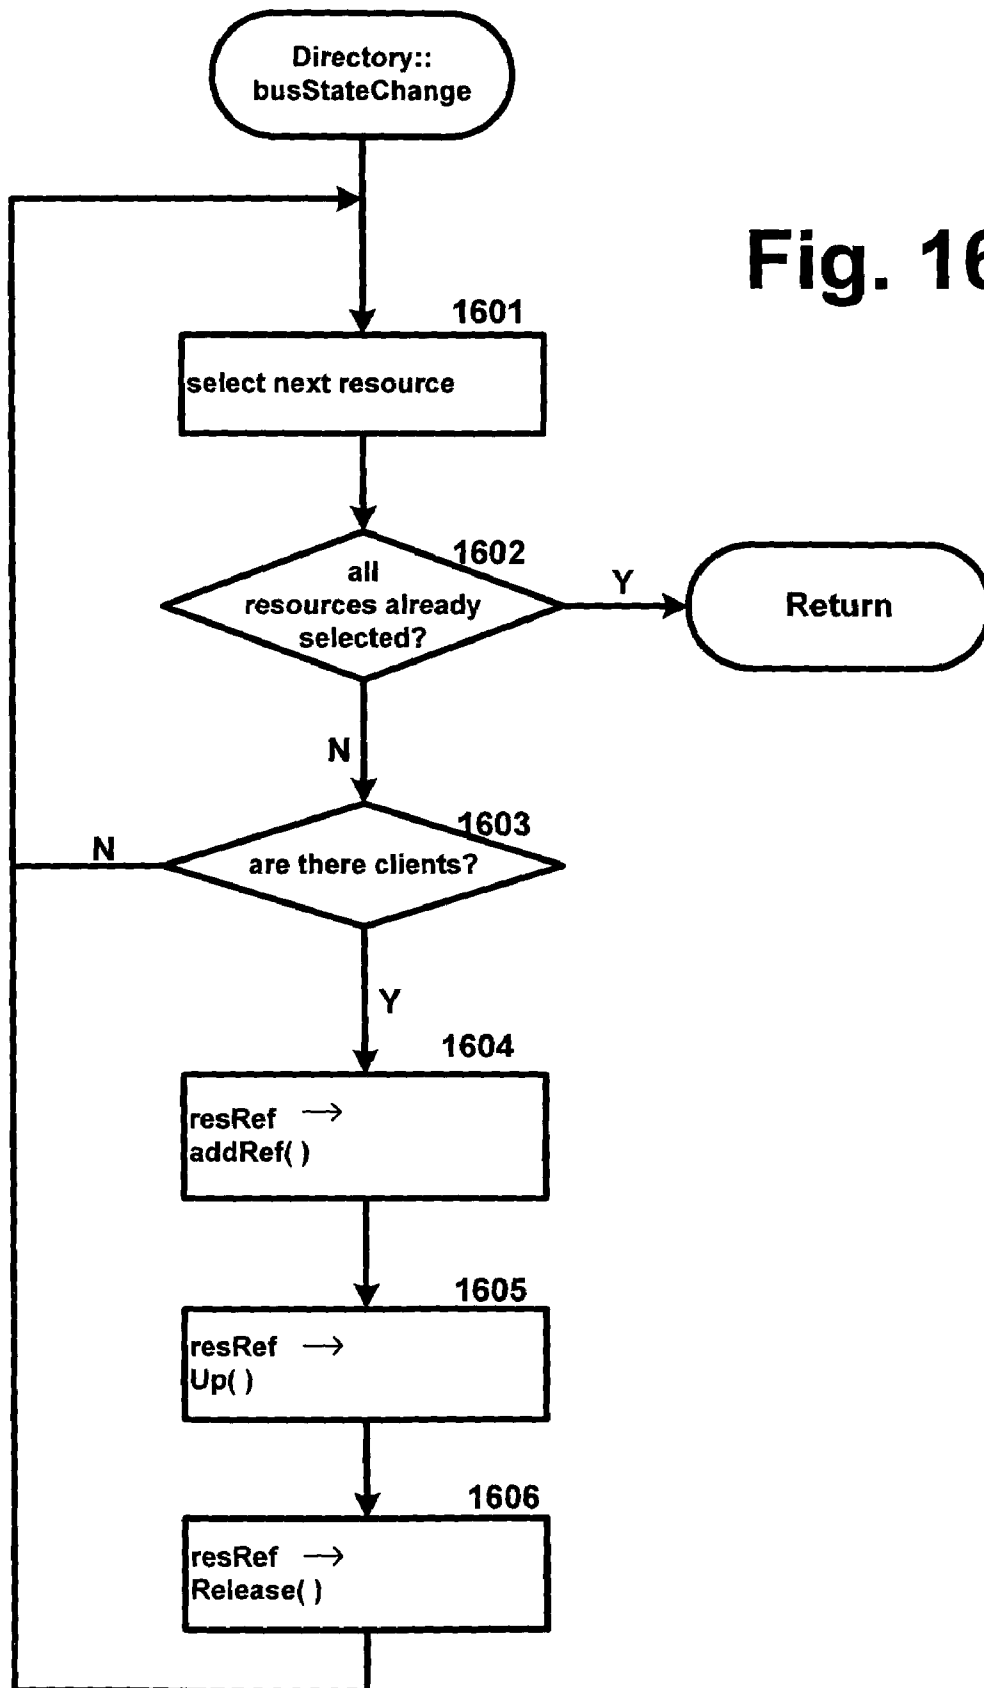 Directory::
busStateChange
Fig. 16
1601
select next resource
1602
all
resources already
selected?
Y
Return
N
1603
are there clients?
N
Y
1604
resRef →
addRef( )
1605
resRef →
Up( )
1606
resRef →
Release( )